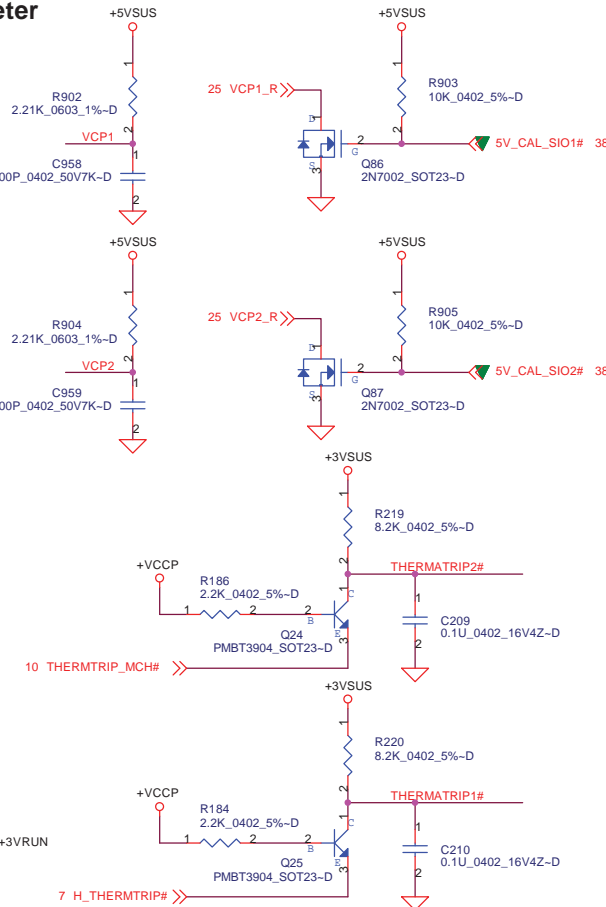 eter
+5VSUS
1
R902
2.21K_0603_1%~D
2
VCP1
1
C958
00P_0402_50V7K~D
2
+5VSUS
1
R903
10K_0402_5%~D
2
25 VCP1_R
D
1
2
G
S
3
Q86
2N7002_SOT23~D
5V_CAL_SIO1# 38
+5VSUS
1
R904
2.21K_0603_1%~D
2
VCP2
1
C959
00P_0402_50V7K~D
2
+5VSUS
1
R905
10K_0402_5%~D
2
25 VCP2_R
D
1
2
G
S
3
Q87
2N7002_SOT23~D
5V_CAL_SIO2# 38
+3VSUS
1
R219
8.2K_0402_5%~D
2
THERMATRIP2#
+VCCP
R186
2.2K_0402_5%~D
1 2
2
B
1
C
E
3
Q24
PMBT3904_SOT23~D
1
C209
0.1U_0402_16V4Z~D
2
10 THERMTRIP_MCH#
+3VSUS
1
R220
8.2K_0402_5%~D
2
THERMATRIP1#
+VCCP
R184
2.2K_0402_5%~D
1 2
2
B
1
C
E
3
Q25
PMBT3904_SOT23~D
1
C210
0.1U_0402_16V4Z~D
2
+3VRUN
7 H_THERMTRIP#